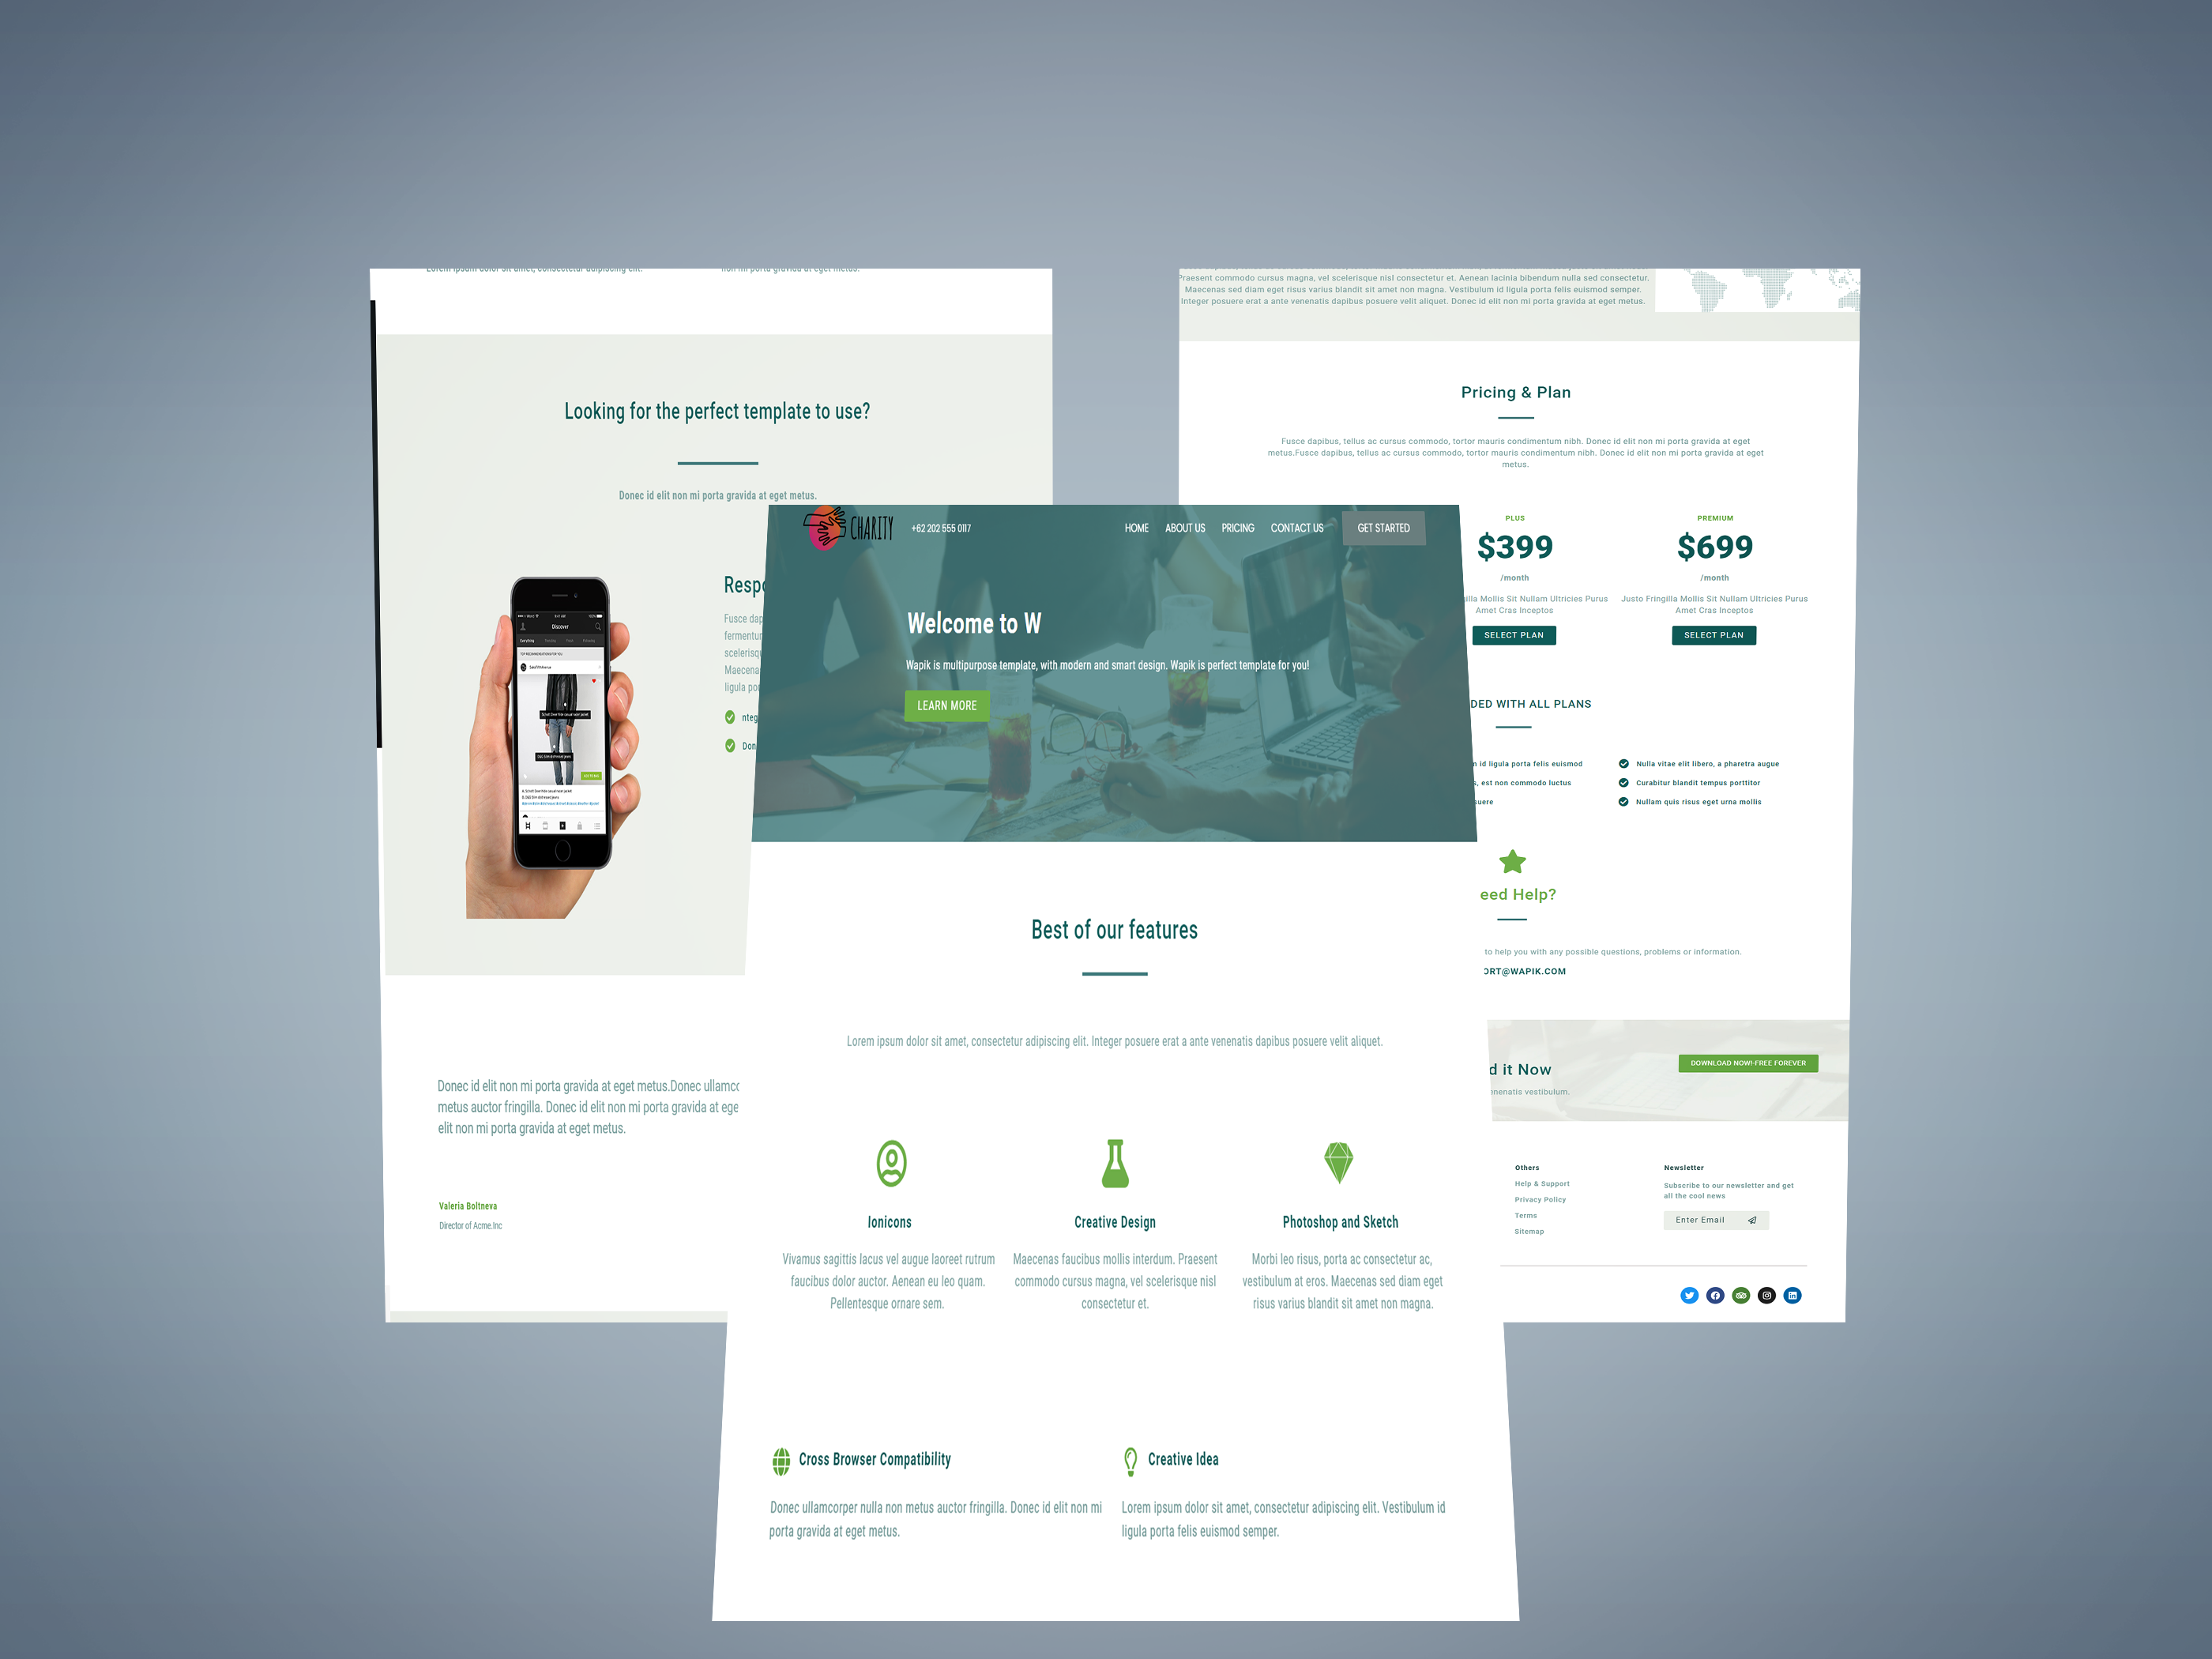 Looking for the perfect template to use?
Donec id elit non mi porta gravida at eget metus.
Fusce dap
fermentum
scelerisqu
Maecenas
ligula por
nteg
Don
Discover
Donec id elit non mi porta gravida at eget metus.Donec ullamco
metus auctor fringilla. Donec id elit non mi porta gravida at ege
elit non mi porta gravida at eget metus.
Valeria Boltneva
Director of Acme.Inc
CHARITY
+62 202 555 0117
HOME ABOUT US PRICING CONTACT US GET STARTED
Welcome to W
Wapik is multipurpose template, with modern and smart design. Wapik is perfect template for you!
LEARN MORE
Best of our features
Lorem ipsum dolor sit amet, consectetur adipiscing elit. Integer posuere erat a ante venenatis dapibus posuere velit aliquet.
Ionicons
Vivamus sagittis lacus vel augue laoreet rutrum
faucibus dolor auctor. Aenean eu leo quam.
Pellentesque ornare sem.
Creative Design
Maecenas faucibus mollis interdum. Praesent
commodo cursus magna, vel scelerisque nisl
consectetur et.
Photoshop and Sketch
Morbi leo risus, porta ac consectetur ac,
vestibulum at eros. Maecenas sed diam eget
risus varius blandit sit amet non magna.
Cross Browser Compatibility
Donec ullamcorper nulla non metus auctor fringilla. Donec id elit non mi
porta gravida at eget metus.
Creative Idea
Lorem ipsum dolor sit amet, consectetur adipiscing elit. Vestibulum id
ligula porta felis euismod semper.
Praesent commodo cursus magna, vel scelerisque nisl consectetur et. Aenean lacinia bibendum nulla sed consectetur.
Maecenas sed diam eget risus varius blandit sit amet non magna. Vestibulum id ligula porta felis euismod semper.
Integer posuere erat a ante venenatis dapibus posuere velit aliquet. Donec id elit non mi porta gravida at eget metus.
Pricing & Plan
Fusce dapibus, tellus ac cursus commodo, tortor mauris condimentum nibh. Donec id elit non mi porta gravida at eget
metus.Fusce dapibus, tellus ac cursus commodo, tortor mauris condimentum nibh. Donec id elit non mi porta gravida at eget
metus.
PLUS
$399
/month
illa Mollis Sit Nullam Ultricies Purus
Amet Cras Inceptos
SELECT PLAN
PREMIUM
$699
/month
Justo Fringilla Mollis Sit Nullam Ultricies Purus
Amet Cras Inceptos
SELECT PLAN
DED WITH ALL PLANS
id ligula porta felis euismod
, est non commodo luctus
suere
Nulla vitae elit libero, a pharetra augue
Curabitur blandit tempus porttitor
Nullam quis risus eget urna mollis
eed Help?
to help you with any possible questions, problems or information.
ORT@WAPIK.COM
d it Now
enenatis vestibulum.
DOWNLOAD NOW!-FREE FOREVER
Others
Help & Support
Privacy Policy
Terms
Sitemap
Newsletter
Subscribe to our newsletter and get
all the cool news
Enter Email